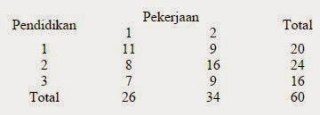 Pendidikan Pekerjaan Total
1 2
1 11 9 20
2 8 16 24
3 7 9 16
Total 26 34 60